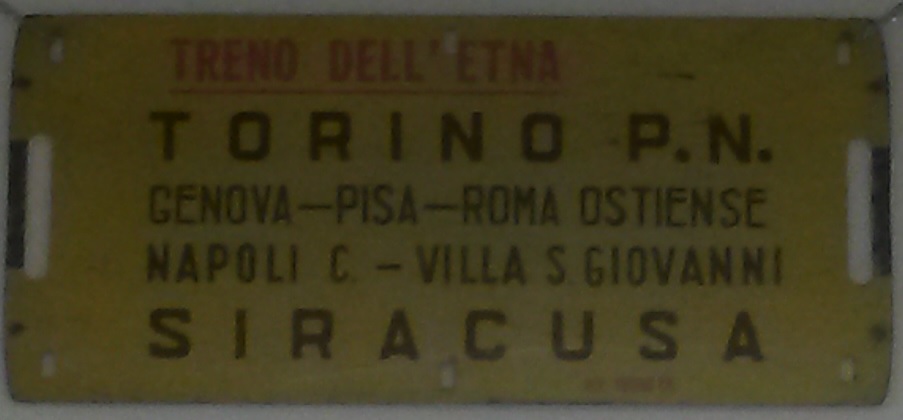 TRENO DELL'ETNA
TORINO P.N.
GENOVA—PISA—ROMA OSTIENSE
NAPOLI C. – VILLA S. GIOVANNI
SIRACUSA